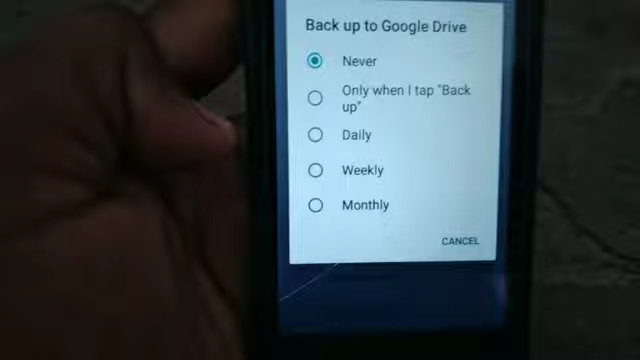 Back up to Google Drive
Never
Only when I tap "Back
up"
Daily
Weekly
Monthly
CANCEL